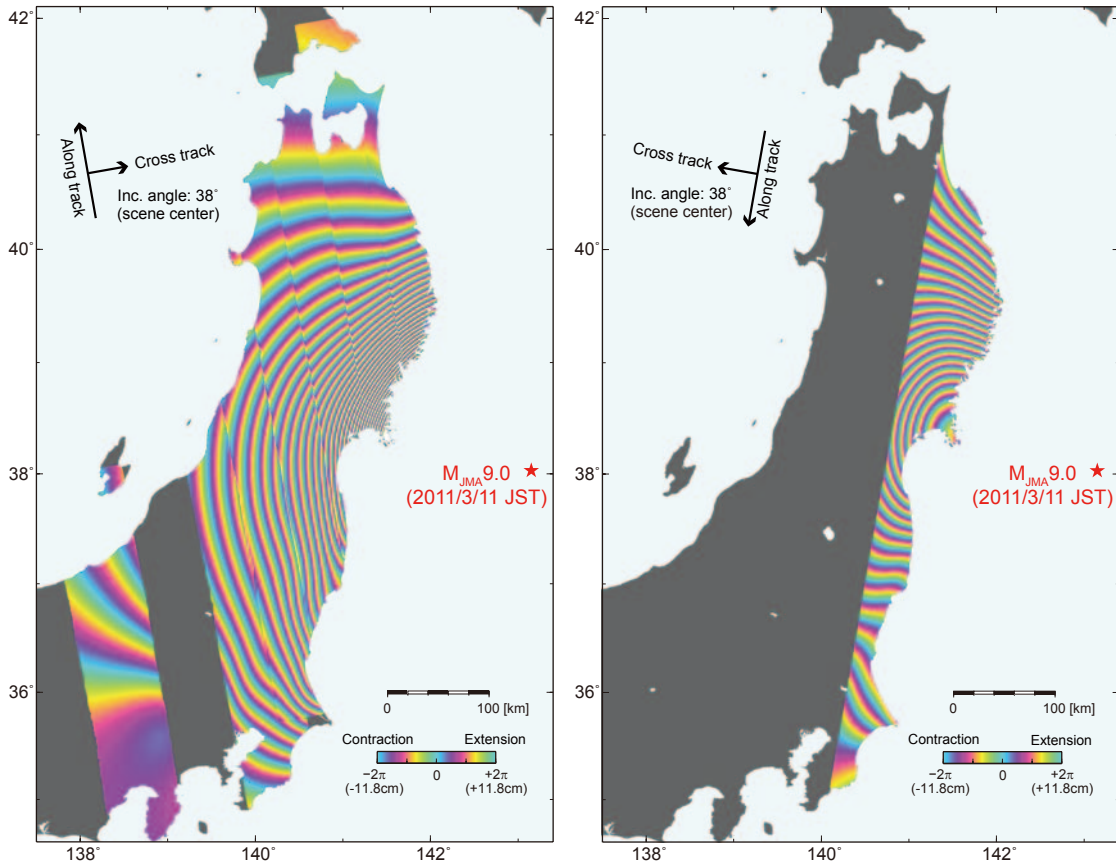 42°
40°
38°
36°
138°
140°
142°
Along track
Cross track
Inc. angle: 38°
(scene center)
MJMA9.0 ★
(2011/3/11 JST)
0
100 [km]
Contraction
Extension
−2π
0
+2π
(-11.8cm)
(+11.8cm)
42°
40°
38°
36°
138°
140°
142°
Cross track
Along track
Inc. angle: 38°
(scene center)
MJMA9.0 ★
(2011/3/11 JST)
0
100 [km]
Contraction
Extension
−2π
0
+2π
(-11.8cm)
(+11.8cm)